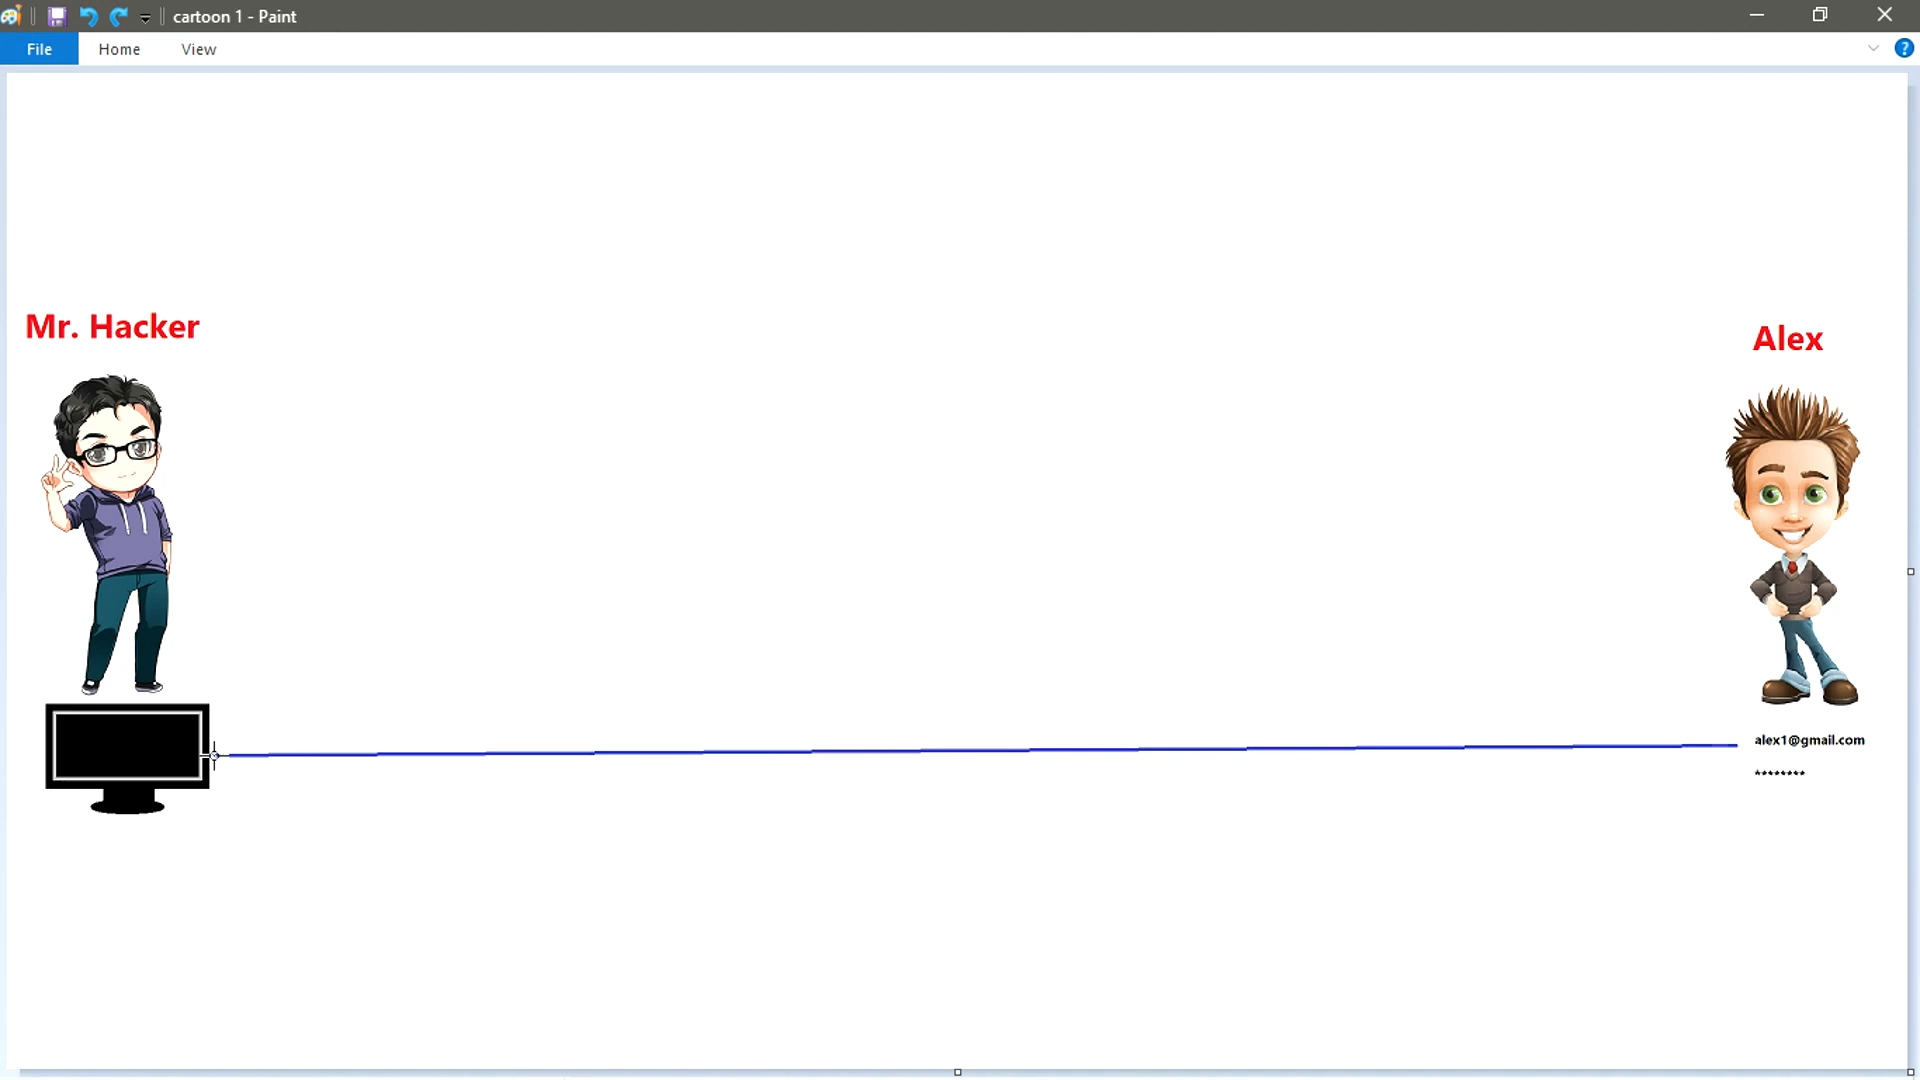 cartoon 1 - Paint
File Home View
?
Mr. Hacker
Alex
alex1@gmail.com
********